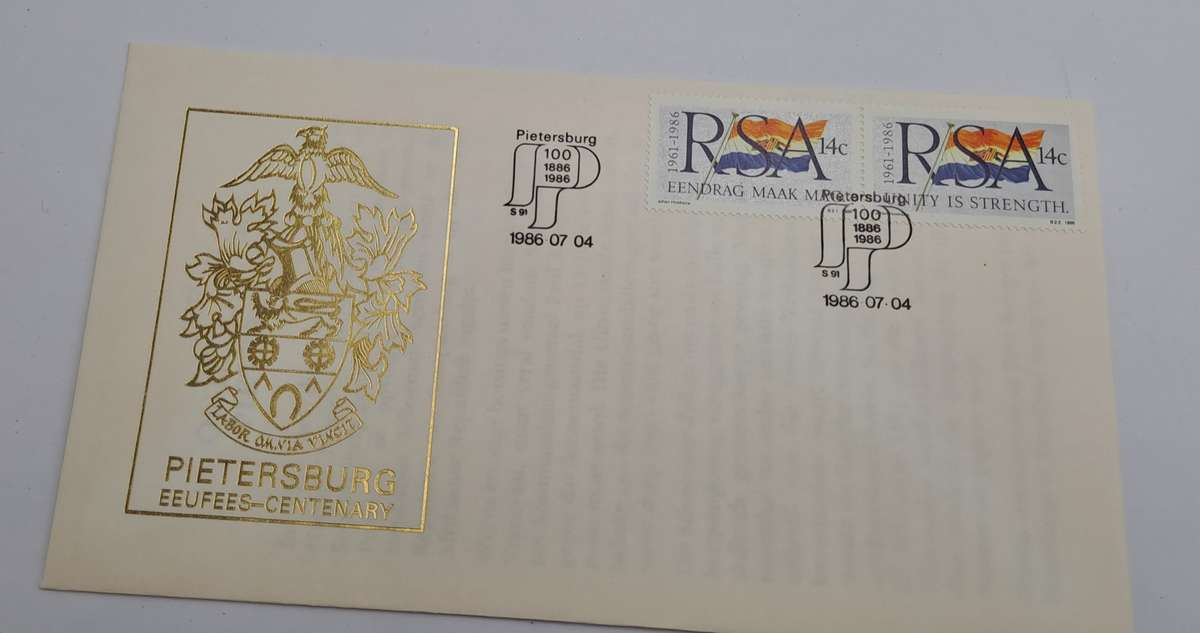 LABOR OMNIA VINCIT
PIETERSBURG
EEUFEES–CENTENARY
Pietersburg
100
1886
1986
S 91
1986 07 04
1961-1986
RSA 14c
EENDRAG MAAK MAG
1961-1986
RSA 14c
UNITY IS STRENGTH.
Pietersburg
100
1886
1986
S 91
1986 07·04